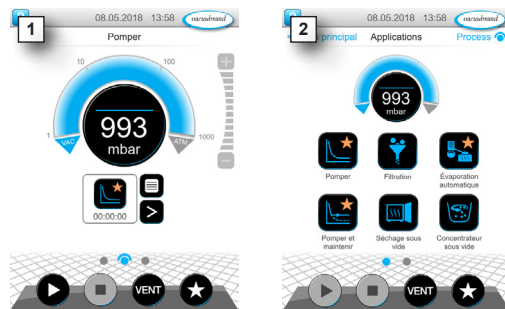 1
08.05.2018 13:58 vacuubrand
Pomper
10
100
1
1000
VAC
ATM
993
mbar
00:00:00
VENT
2
08.05.2018 13:58 vacuubrand
principal Applications Process
993
mbar
Pomper
Filtration
Évaporation
automatique
Pomper et
maintenir
Séchage sous
vide
Concentrateur
sous vide
VENT